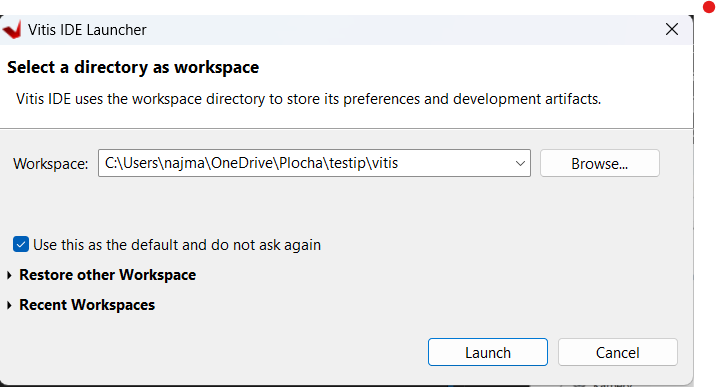 Vitis IDE Launcher
Select a directory as workspace
Vitis IDE uses the workspace directory to store its preferences and development artifacts.
Workspace: C:\Users\najma\OneDrive\Plocha\testip\vitis Browse...
Use this as the default and do not ask again
Restore other Workspace
Recent Workspaces
Launch Cancel